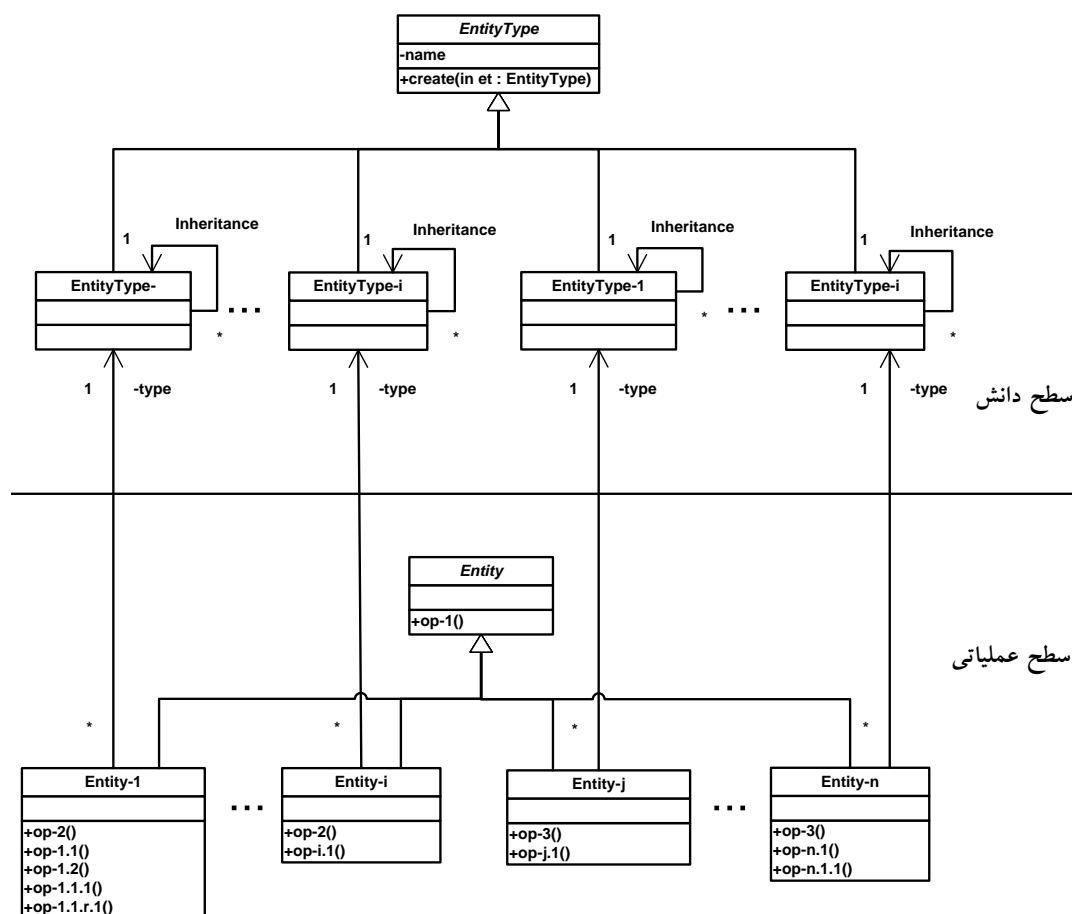 EntityType
-name
+create(in et : EntityType)
Inheritance
Inheritance
Inheritance
Inheritance
1
1
1
1
EntityType-
EntityType-i
EntityType-1
EntityType-i
...
...
*
*
*
*
1 -type
1 -type
1 -type
1 -type
سطح دانش
Entity
+op-1()
سطح عملیاتی
*
*
*
*
Entity-1
+op-2()
+op-1.1()
+op-1.2()
+op-1.1.1()
+op-1.1.r.1()
...
Entity-i
+op-2()
+op-i.1()
Entity-j
+op-3()
+op-j.1()
...
Entity-n
+op-3()
+op-n.1()
+op-n.1.1()